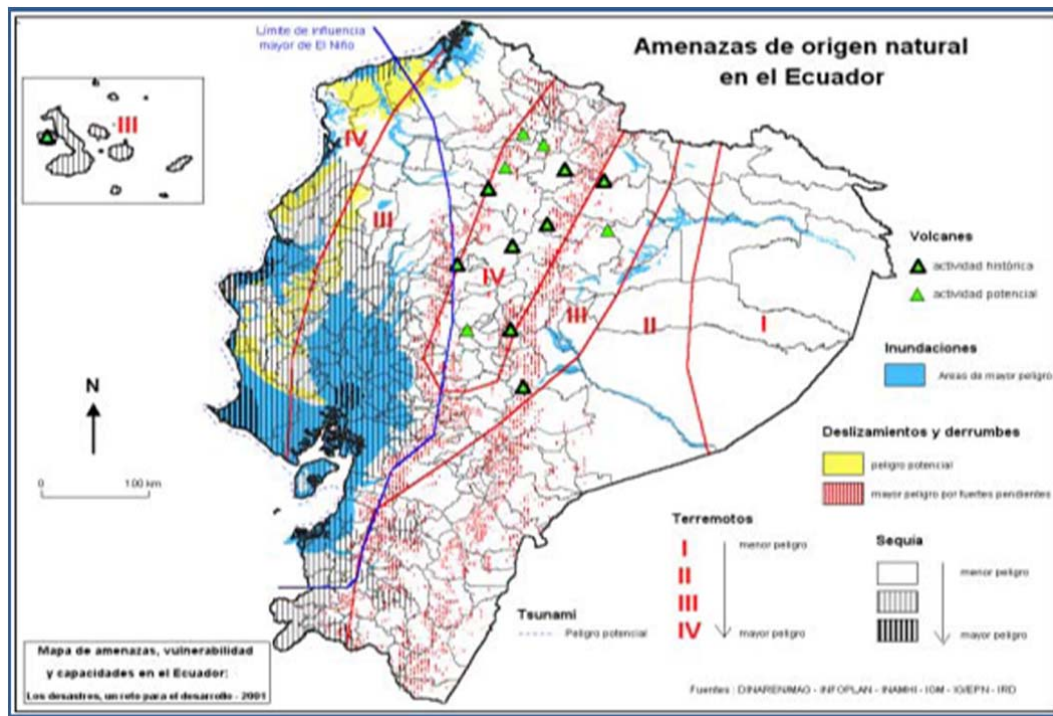 Límite de influencia
mayor de El Niño
Amenazas de origen natural
en el Ecuador
III
IV
III
IV
III
II
I
N
0 100 km
Volcanes
actividad histórica
actividad potencial
Inundaciones
Areas de mayor peligro
Deslizamientos y derrumbes
peligro potencial
mayor peligro por fuertes pendientes
Terremotos
I menor peligro
II
III
IV mayor peligro
Sequía
menor peligro
mayor peligro
Tsunami
Peligro potencial
Mapa de amenazas, vulnerabilidad
y capacidades en el Ecuador:
Los desastres, un reto para el desarrollo - 2001
Fuentes : DINAREN/MAG - INFOPLAN - INAMHI - IGM - IG/EPN - IRD